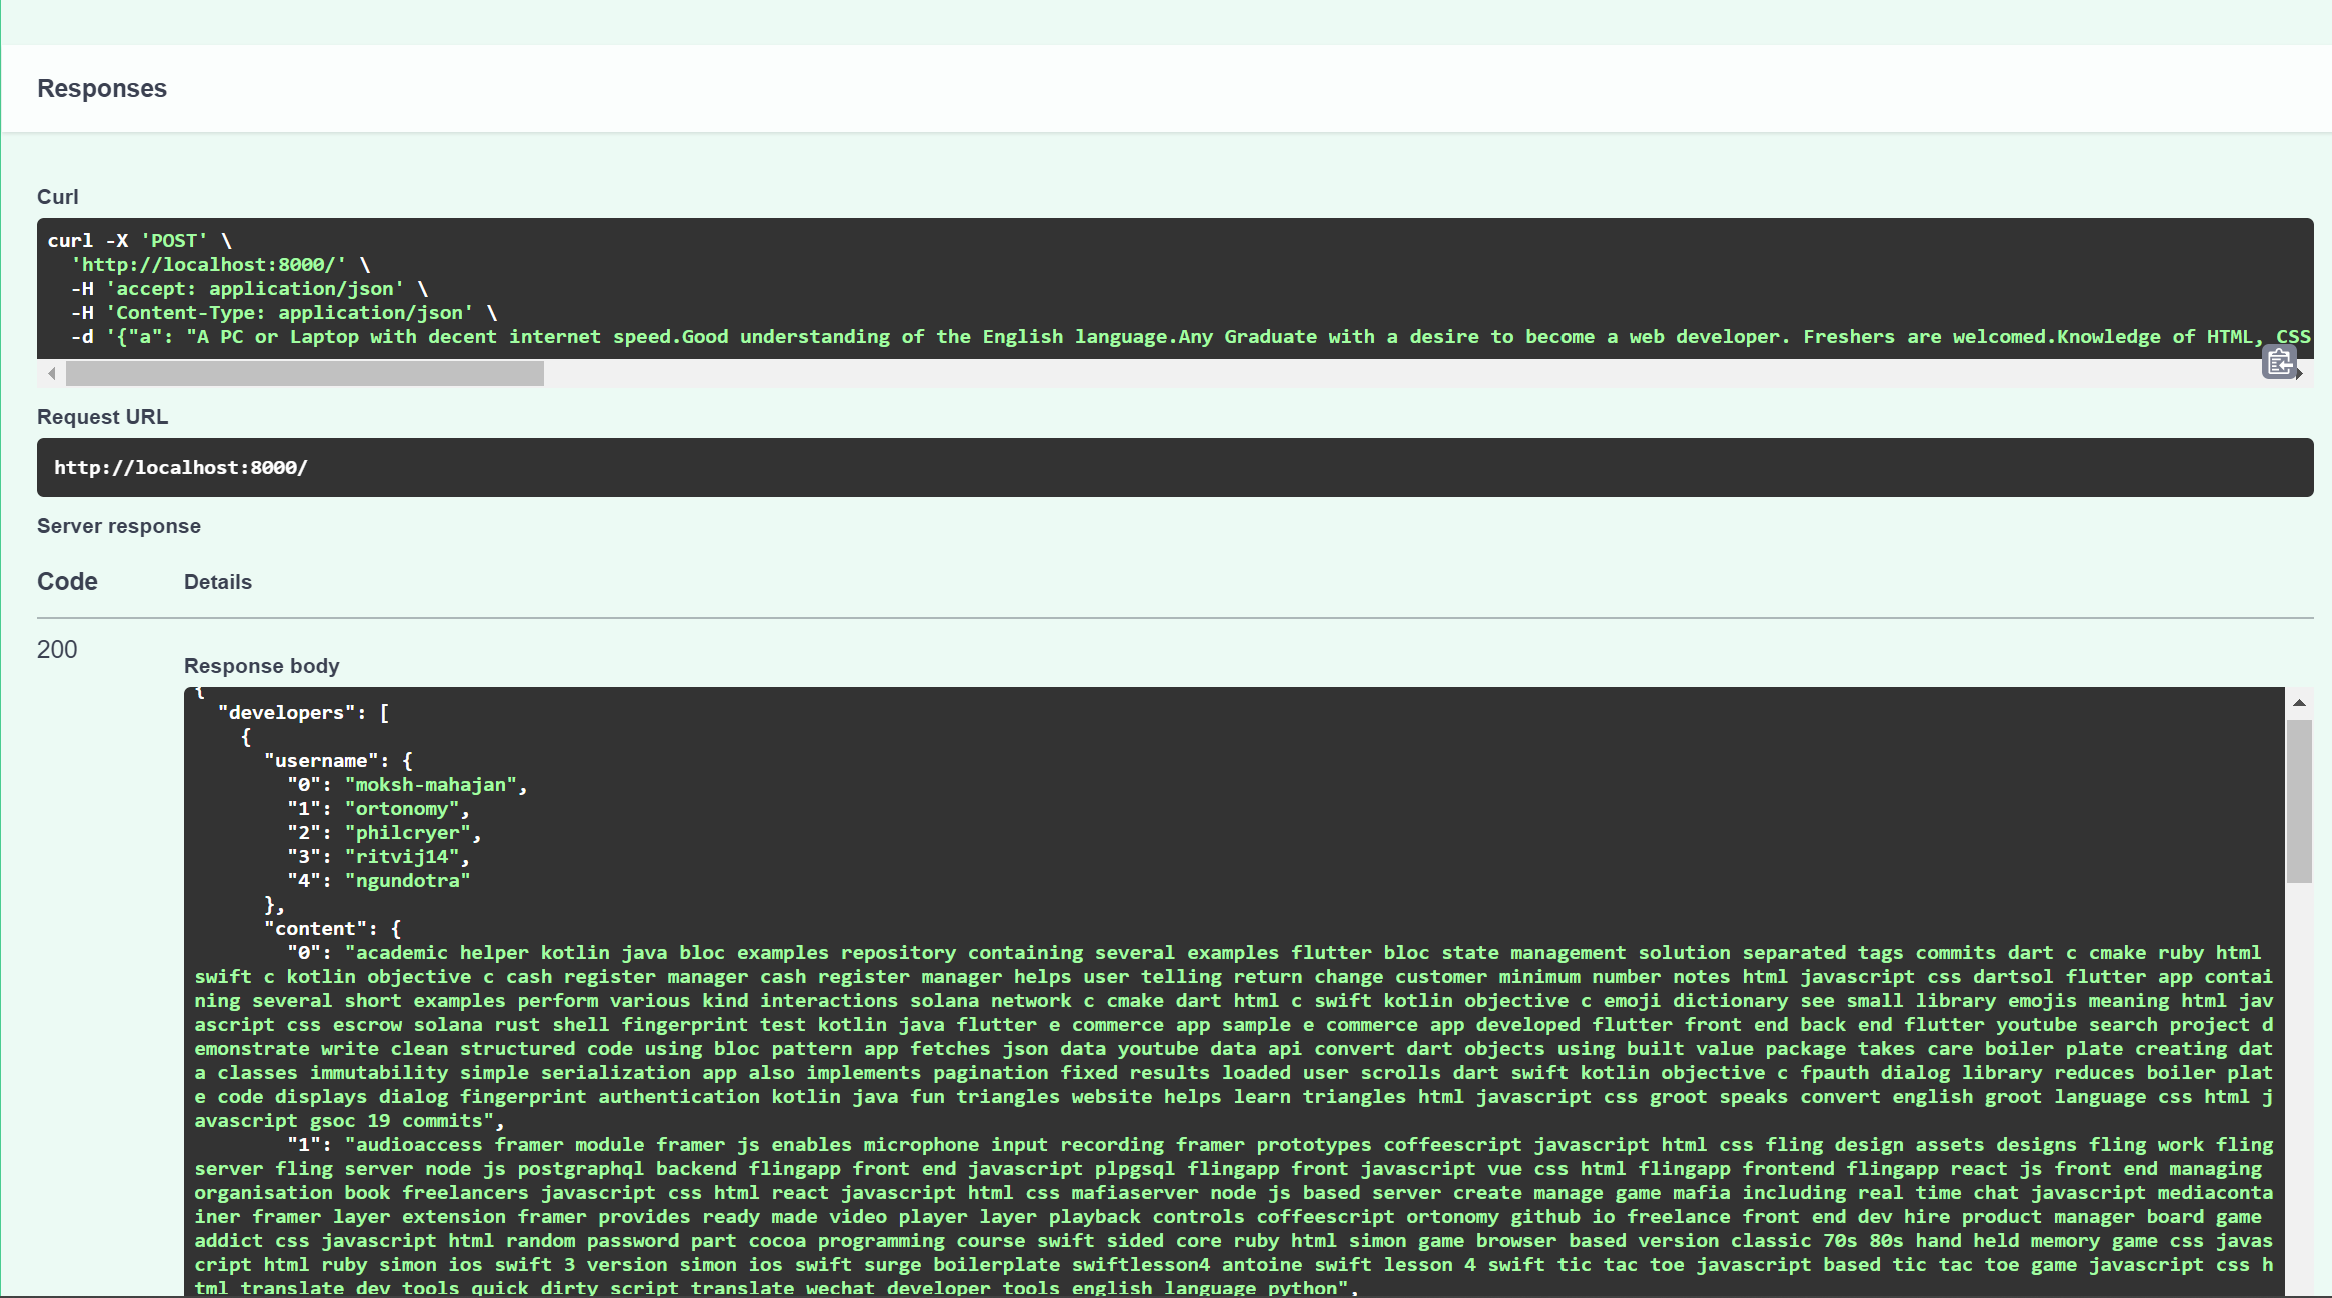 Responses
Curl
curl -X 'POST' \
'http://localhost:8000/' \
-H 'accept: application/json' \
-H 'Content-Type: application/json' \
-d '{"a": "A PC or Laptop with decent internet speed.Good understanding of the English language.Any Graduate with a desire to become a web developer. Freshers are welcomed.Knowledge of HTML, CSS
Request URL
http://localhost:8000/
Server response
Code Details
200
Response body
{
"developers": [
{
"username": {
"0": "moksh-mahajan",
"1": "ortonomy",
"2": "philcryer",
"3": "ritvij14",
"4": "ngundotra"
},
"content": {
"0": "academic helper kotlin java bloc examples repository containing several examples flutter bloc state management solution separated tags commits dart c cmake ruby html
swift c kotlin objective c cash register manager cash register manager helps user telling return change customer minimum number notes html javascript css dartsol flutter app contai
ning several short examples perform various kind interactions solana network c cmake dart html c swift kotlin objective c emoji dictionary see small library emojis meaning html jav
ascript css escrow solana rust shell fingerprint test kotlin java flutter e commerce app sample e commerce app developed flutter front end back end flutter youtube search project d
emonstrate write clean structured code using bloc pattern app fetches json data youtube data api convert dart objects using built value package takes care boiler plate creating dat
a classes immutability simple serialization app also implements pagination fixed results loaded user scrolls dart swift kotlin objective c fpauth dialog library reduces boiler plat
e code displays dialog fingerprint authentication kotlin java fun triangles website helps learn triangles html javascript css groot speaks convert english groot language css html j
avascript gsoc 19 commits",
"1": "audioaccess framer module framer js enables microphone input recording framer prototypes coffeescript javascript html css fling design assets designs fling work fling
server fling server node js postgraphql backend flingapp front end javascript plpgsql flingapp front javascript vue css html flingapp frontend flingapp react js front end managing
organisation book freelancers javascript css html react javascript html css mafiaserver node js based server create manage game mafia including real time chat javascript mediaconta
iner framer layer extension framer provides ready made video player layer playback controls coffeescript ortonomy github io freelance front end dev hire product manager board game
addict css javascript html random password part cocoa programming course swift sided core ruby html simon game browser based version classic 70s 80s hand held memory game css javas
cript html ruby simon ios swift 3 version simon ios swift surge boilerplate swiftlesson4 antoine swift lesson 4 swift tic tac toe javascript based tic tac toe game javascript css h
tml translate dev tools quick dirty script translate wechat developer tools english language python",